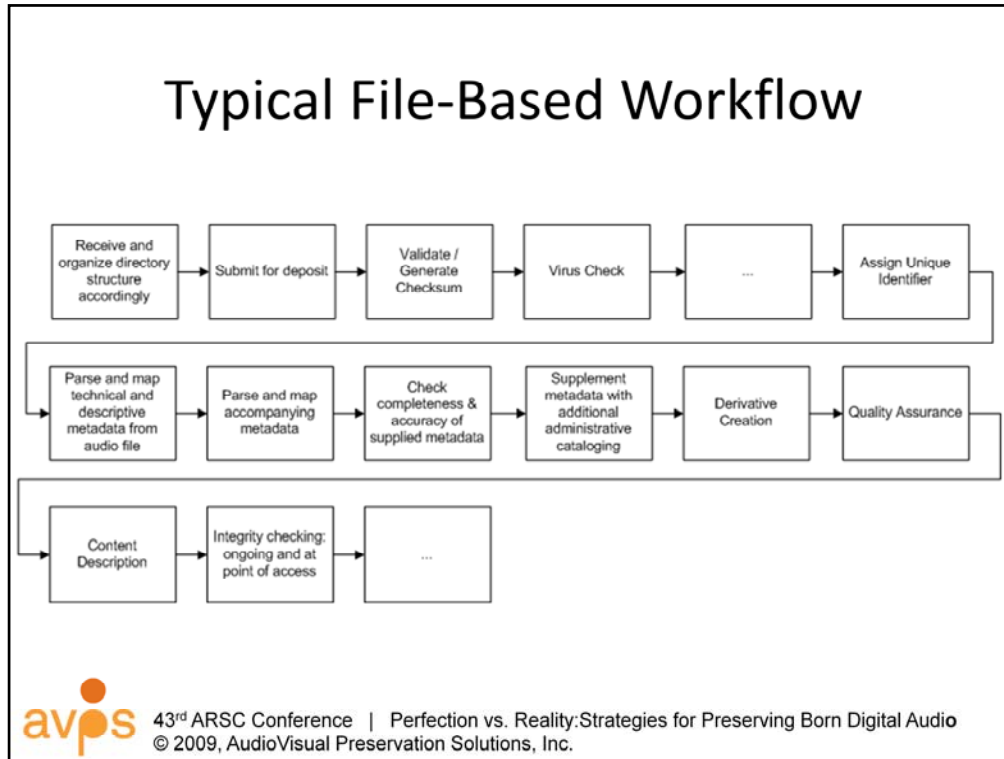 Typical File-Based Workflow
Receive and
organize directory
structure
accordingly
Submit for deposit
Validate /
Generate
Checksum
Virus Check
...
Assign Unique
Identifier
Parse and map
technical and
descriptive
metadata from
audio file
Parse and map
accompanying
metadata
Check
completeness &
accuracy of
supplied metadata
Supplement
metadata with
additional
administrative
cataloging
Derivative
Creation
Quality Assurance
Content
Description
Integrity checking:
ongoing and at
point of access
...
avps
43rd ARSC Conference | Perfection vs. Reality:Strategies for Preserving Born Digital Audio
© 2009, AudioVisual Preservation Solutions, Inc.